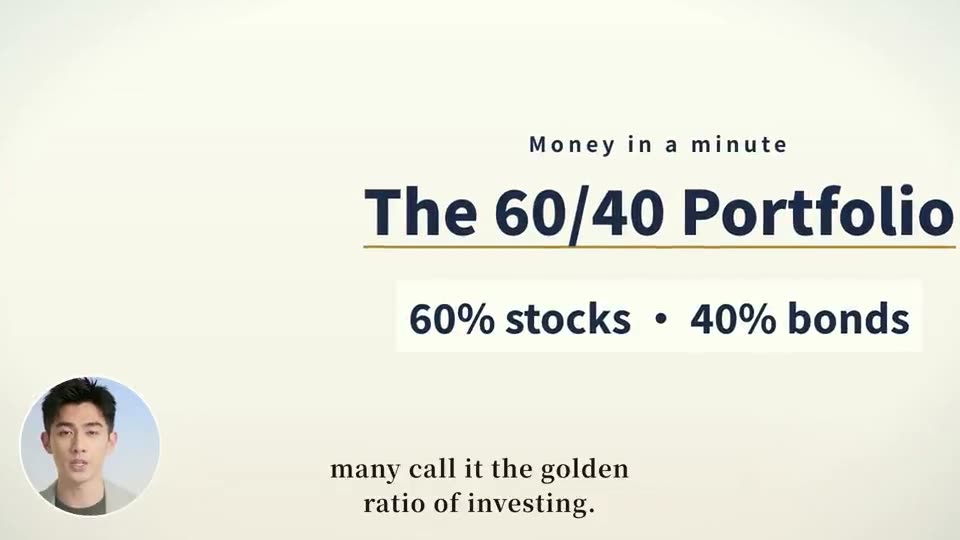 Money in a minute
The 60/40 Portfolio
60% stocks • 40% bonds
many call it the golden
ratio of investing.